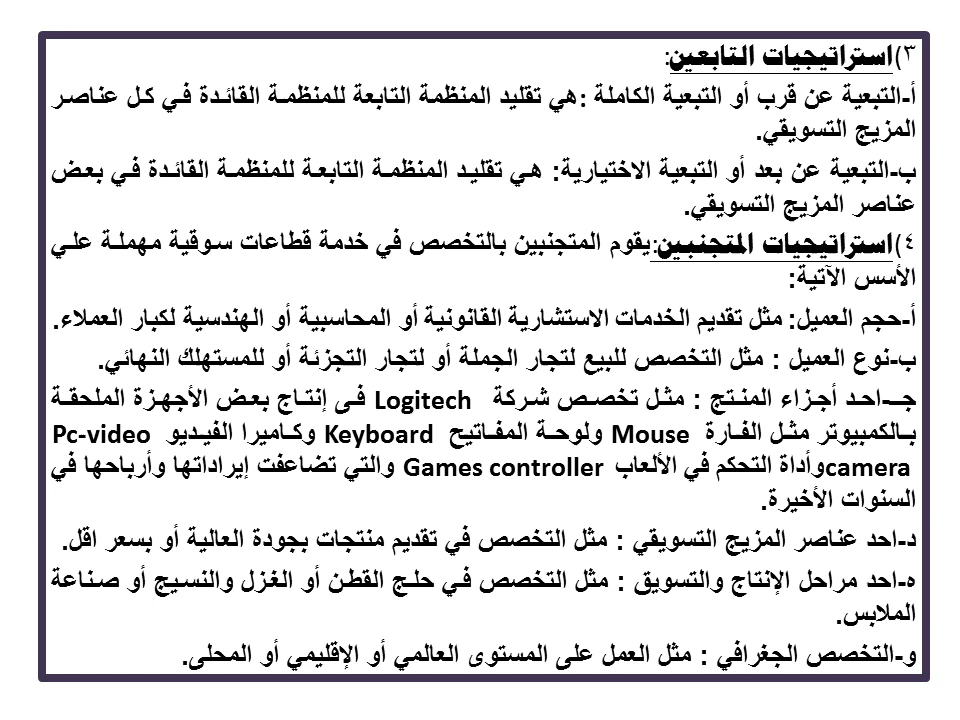 ٣)استراتيجيات التابعين:
أ-التبعية عن قرب أو التبعية الكاملة :هي تقليد المنظمة التابعة للمنظمة القائدة في كل عناصر
المزيج التسويقي.
ب-التبعية عن بعد أو التبعية الاختيارية: هي تقليد المنظمة التابعة للمنظمة القائدة في بعض
عناصر المزيج التسويقي.
٤)استراتيجيات المتجنبين:يقوم المتجنبين بالتخصص في خدمة قطاعات سوقية مهملة علي
الأسس الآتية:
أ-حجم العميل: مثل تقديم الخدمات الاستشارية القانونية أو المحاسبية أو الهندسية لكبار العملاء.
ب-نوع العميل : مثل التخصص للبيع لتجار الجملة أو لتجار التجزئة أو للمستهلك النهائي.
جـ-احد أجزاء المنتج : مثل تخصص شركة Logitech فى إنتاج بعض الأجهزة الملحقة
بالكمبيوتر مثل الفارة Mouse ولوحة المفاتيح Keyboard وكاميرا الفيديو Pc-video
camera وأداة التحكم في الألعاب Games controller والتي تضاعفت إيراداتها وأرباحها في
السنوات الأخيرة.
د-احد عناصر المزيج التسويقي : مثل التخصص في تقديم منتجات بجودة العالية أو بسعر اقل.
ه-احد مراحل الإنتاج والتسويق : مثل التخصص في حلج القطن أو الغزل والنسيج أو صناعة
الملابس.
و-التخصص الجغرافي : مثل العمل على المستوى العالمي أو الإقليمي أو المحلى.